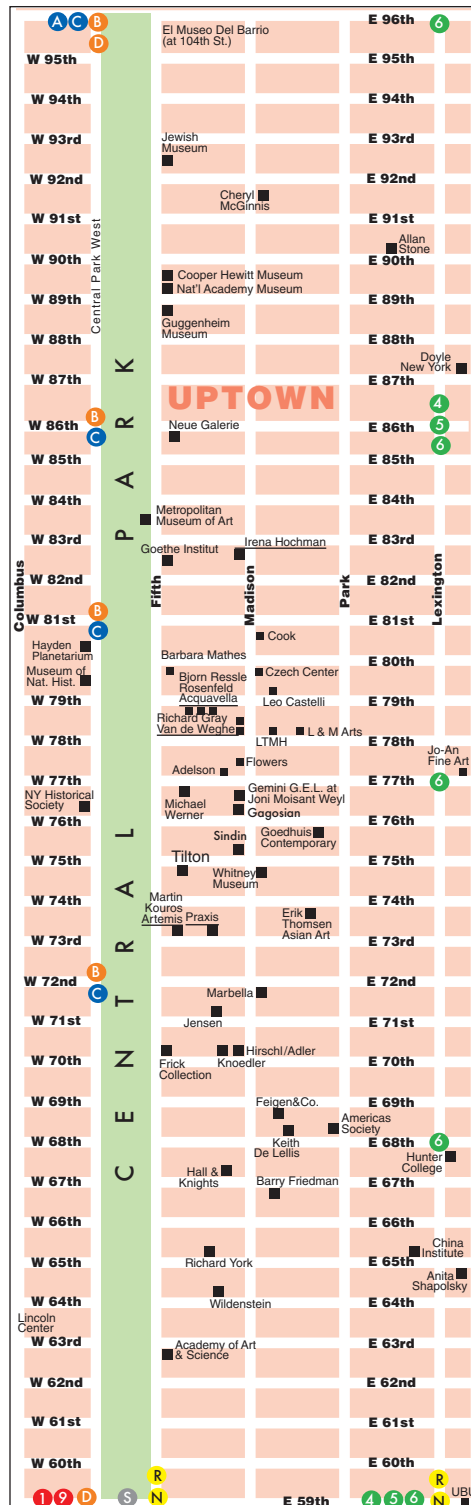 A C B
D
El Museo Del Barrio
(at 104th St.)
E 96th
6
W 95th
E 95th
W 94th
E 94th
W 93rd
Jewish
Museum
E 93rd
W 92nd
E 92nd
Cheryl
McGinnis
W 91st
E 91st
Allan
Stone
Central Park West
W 90th
E 90th
Cooper Hewitt Museum
Nat'l Academy Museum
W 89th
E 89th
Guggenheim
Museum
W 88th
E 88th
Doyle
New York
W 87th
E 87th
UPTOWN
B
C
4
5
6
W 86th
Neue Galerie
E 86th
W 85th
E 85th
W 84th
E 84th
Metropolitan
Museum of Art
W 83rd
E 83rd
Irena Hochman
Goethe Institut
W 82nd
E 82nd
Columbus
CENTRAL PARK
Fifth
Madison
Park
Lexington
B
C
W 81st
E 81st
Cook
Hayden
Planetarium
Barbara Mathes
E 80th
Museum of
Nat. Hist.
Czech Center
Bjorn Ressle
Rosenfeld
Acquavella
Leo Castelli
W 79th
E 79th
Richard Gray
Van de Weghe
LTMH
L & M Arts
W 78th
E 78th
Flowers
Jo-An
Fine Art
Adelson
W 77th
E 77th
6
NY Historical
Society
Michael
Werner
Gemini G.E.L. at
Joni Moisant Weyl
Gagosian
W 76th
E 76th
Sindin
Goedhuis
Contemporary
W 75th
E 75th
Tilton
Whitney
Museum
W 74th
E 74th
Martin
Kouros
Artemis
Praxis
Erik
Thomsen
Asian Art
W 73rd
E 73rd
B
C
W 72nd
E 72nd
Marbella
W 71st
E 71st
Jensen
W 70th
E 70th
Frick
Collection
Knoedler
Hirschl/Adler
W 69th
E 69th
Feigen&Co.
Keith
De Lellis
Americas
Society
W 68th
E 68th
6
Hunter
College
Hall &
Knights
W 67th
E 67th
Barry Friedman
W 66th
E 66th
China
Institute
W 65th
E 65th
Richard York
Anita
Shapolsky
W 64th
E 64th
Wildenstein
Lincoln
Center
W 63rd
E 63rd
Academy of Art
& Science
W 62nd
E 62nd
W 61st
E 61st
W 60th
E 60th
R
N
R
N
1 9 D
S
E 59th
4 5 6